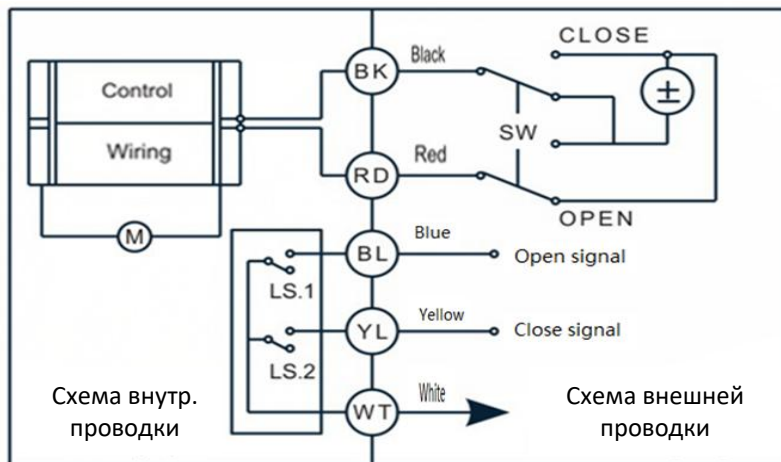 Control
Wiring
M
BK
Black
RD
Red
SW
CLOSE
±
OPEN
BL
Blue
Open signal
LS.1
YL
Yellow
Close signal
LS.2
WT
White
Схема внутр.
проводки
Схема внешней
проводки